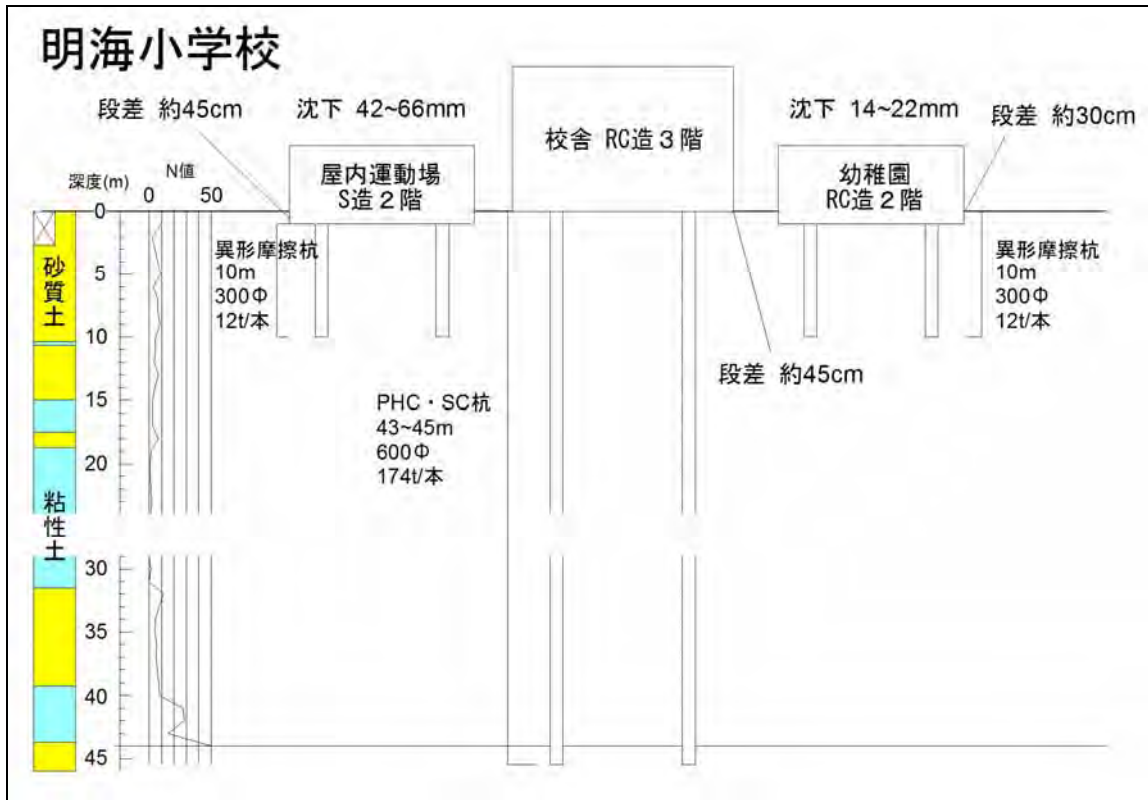 明海小学校
段差 約45cm
沈下 42~66mm
校舎 RC造３階
沈下 14~22mm
段差 約30cm
深度(m)
N値
0
50
屋内運動場
S造２階
幼稚園
RC造２階
0
砂質土
5
10
15
20
粘性土
30
35
40
45
異形摩擦杭
10m
300Φ
12t/本
異形摩擦杭
10m
300Φ
12t/本
段差 約45cm
PHC・SC杭
43~45m
600Φ
174t/本